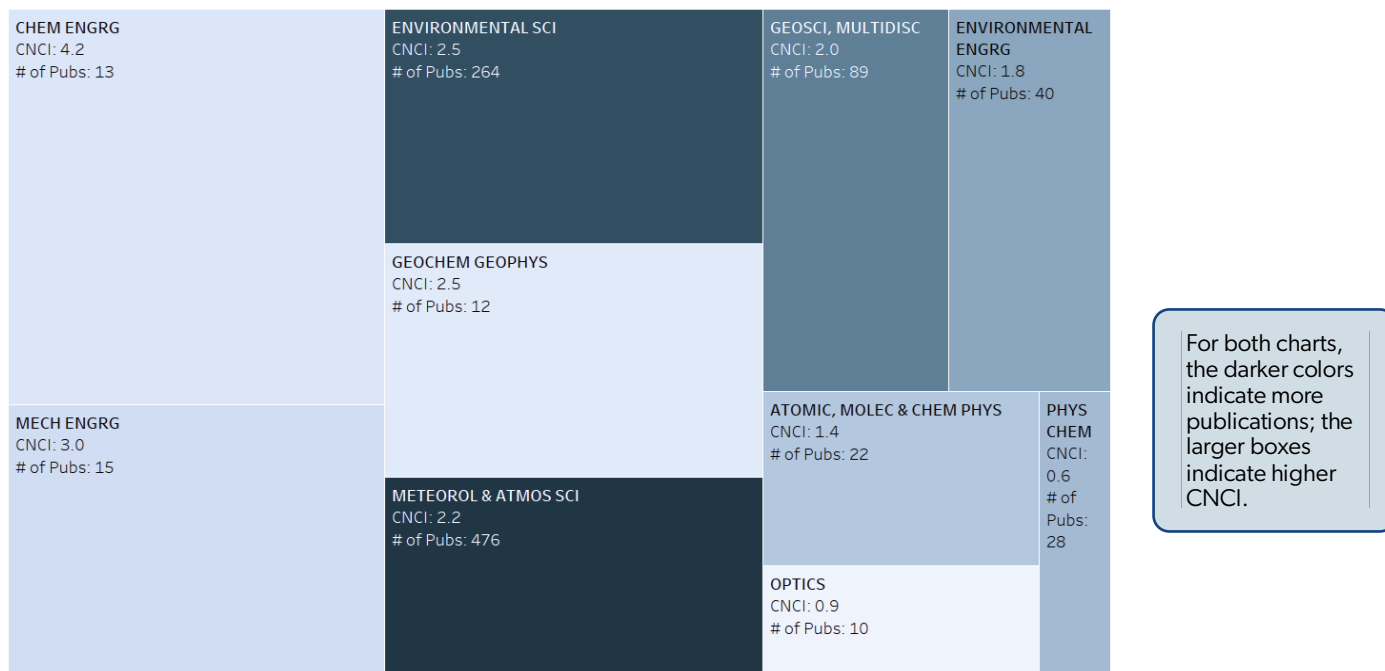 CHEM ENGRG
CNCI: 4.2
# of Pubs: 13
MECH ENGRG
CNCI: 3.0
# of Pubs: 15
ENVIRONMENTAL SCI
CNCI: 2.5
# of Pubs: 264
GEOCHEM GEOPHYS
CNCI: 2.5
# of Pubs: 12
METEOROL & ATMOS SCI
CNCI: 2.2
# of Pubs: 476
GEOSCI, MULTIDISC
CNCI: 2.0
# of Pubs: 89
ENVIRONMENTAL
ENGRG
CNCI: 1.8
# of Pubs: 40
ATOMIC, MOLEC & CHEM PHYS
CNCI: 1.4
# of Pubs: 22
OPTICS
CNCI: 0.9
# of Pubs: 10
PHYS
CHEM
CNCI:
0.6
# of
Pubs:
28
For both charts,
the darker colors
indicate more
publications; the
larger boxes
indicate higher
CNCI.